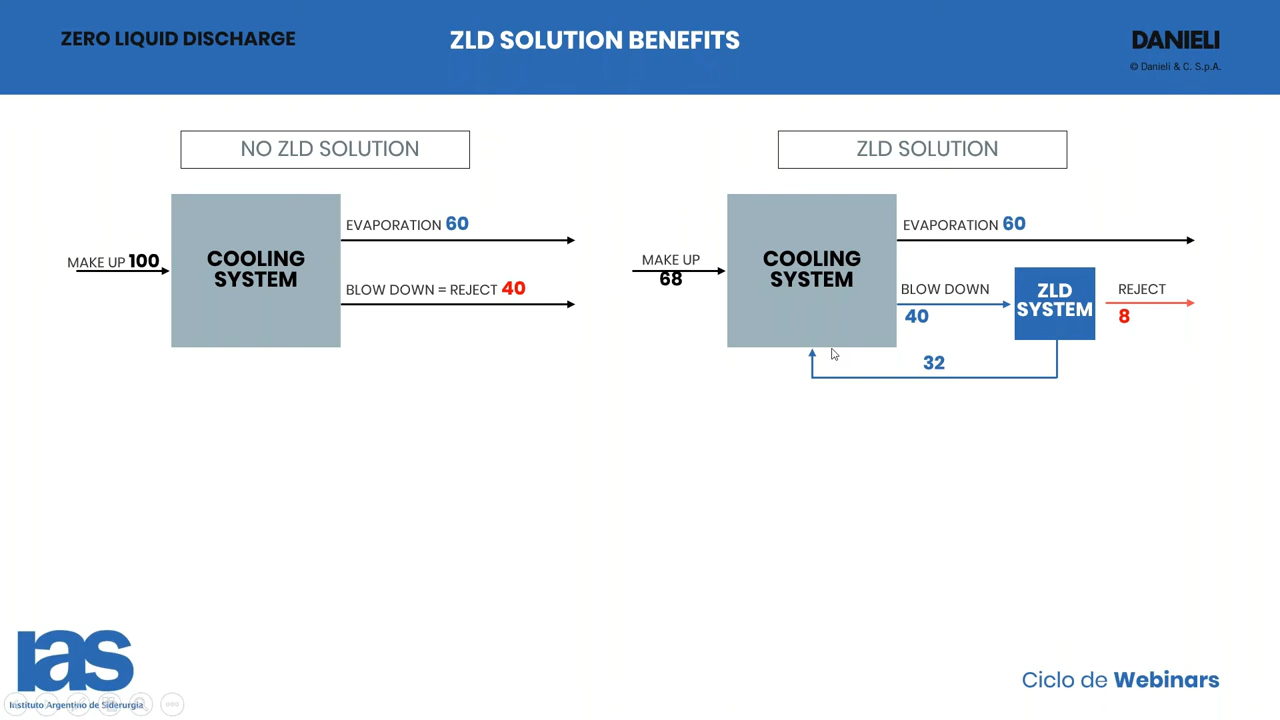 ZERO LIQUID DISCHARGE
ZLD SOLUTION BENEFITS
DANIELI
© Danieli & C. S.p.A.
NO ZLD SOLUTION
MAKE UP 100
COOLING
SYSTEM
EVAPORATION 60
BLOW DOWN = REJECT 40
ZLD SOLUTION
MAKE UP
68
COOLING
SYSTEM
EVAPORATION 60
BLOW DOWN
40
ZLD
SYSTEM
REJECT
8
32
ias
Instituto Argentino de Siderurgia
Ciclo de Webinars